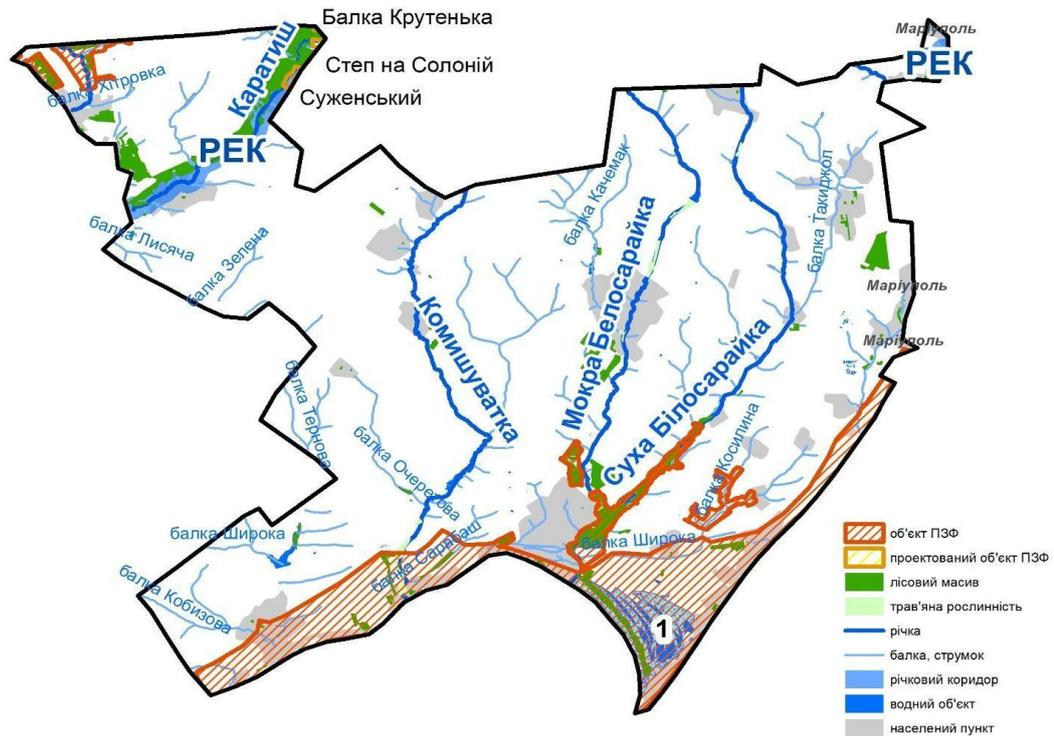 Балка Крутенька
Маріуполь
РЕК
Степ на Солоній
балка Хітровка
Каратиш
Суженський
РЕК
балка Качемак
балка Такиджол
Мокра Белосарайка
балка Лисяча
балка Зелена
Маріуполь
Комишуватка
Маріуполь
Суха Білосарайка
балка Тернова
балка Очеретова
балка Косилина
балка Широка
балка Сарябаш
балка Широка
балка Кобизова
1
об'єкт ПЗФ
проектований об'єкт ПЗФ
лісовий масив
трав'яна рослинність
річка
балка, струмок
річковий коридор
водний об'єкт
населений пункт